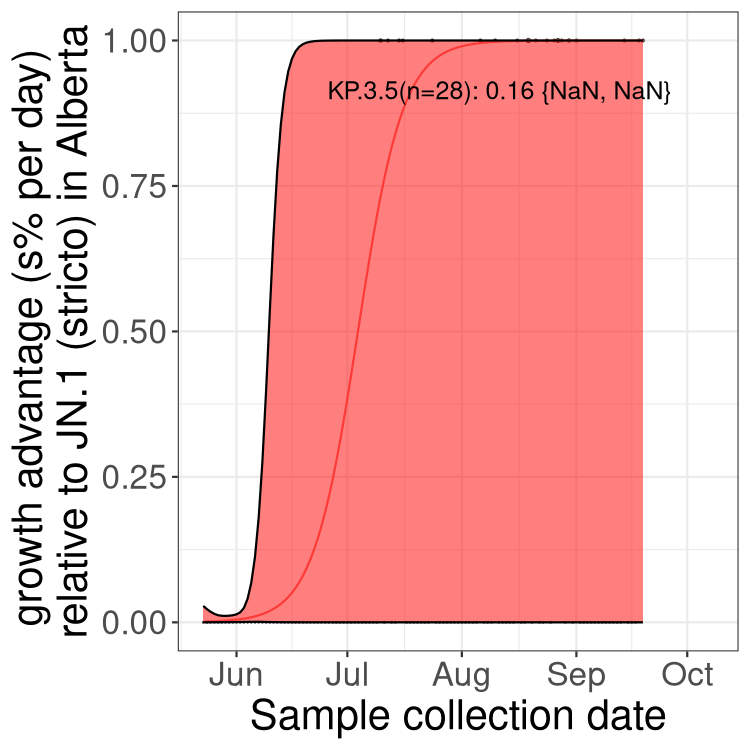 growth advantage (s% per day)
relative to JN.1 (stricto) in Alberta
1.00
0.75
0.50
0.25
0.00
KP.3.5(n=28): 0.16 {NaN, NaN}
Jun Jul Aug Sep Oct
Sample collection date